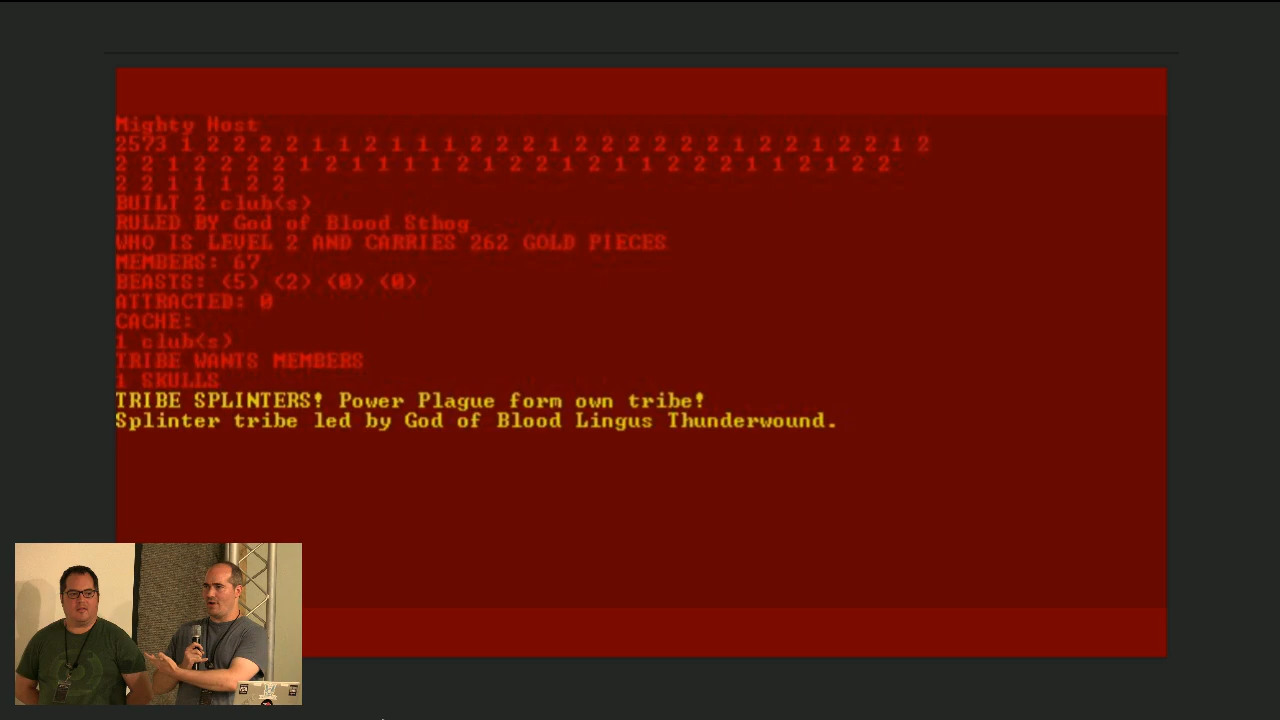 Mighty Host
2573 1 2 2 2 2 1 1 2 1 1 1 2 2 2 1 2 2 2 2 2 2 1 2 2 1 2 2 1 2
2 2 1 2 2 2 2 1 2 1 1 1 1 2 1 2 2 1 2 1 1 2 2 2 1 1 2 1 2 2
2 2 1 1 1 2 2
BUILT 2 club(s)
RULED BY God of Blood Sthog
WHO IS LEVEL 2 AND CARRIES 262 GOLD PIECES
MEMBERS: 67
BEASTS: (5) (2) (0) (0)
ATTRACTED: 0
CACHE:
1 club(s)
TRIBE WANTS MEMBERS
1 SKULLS
TRIBE SPLINTERS! Power Plague form own tribe!
Splinter tribe led by God of Blood Lingus Thunderwound.